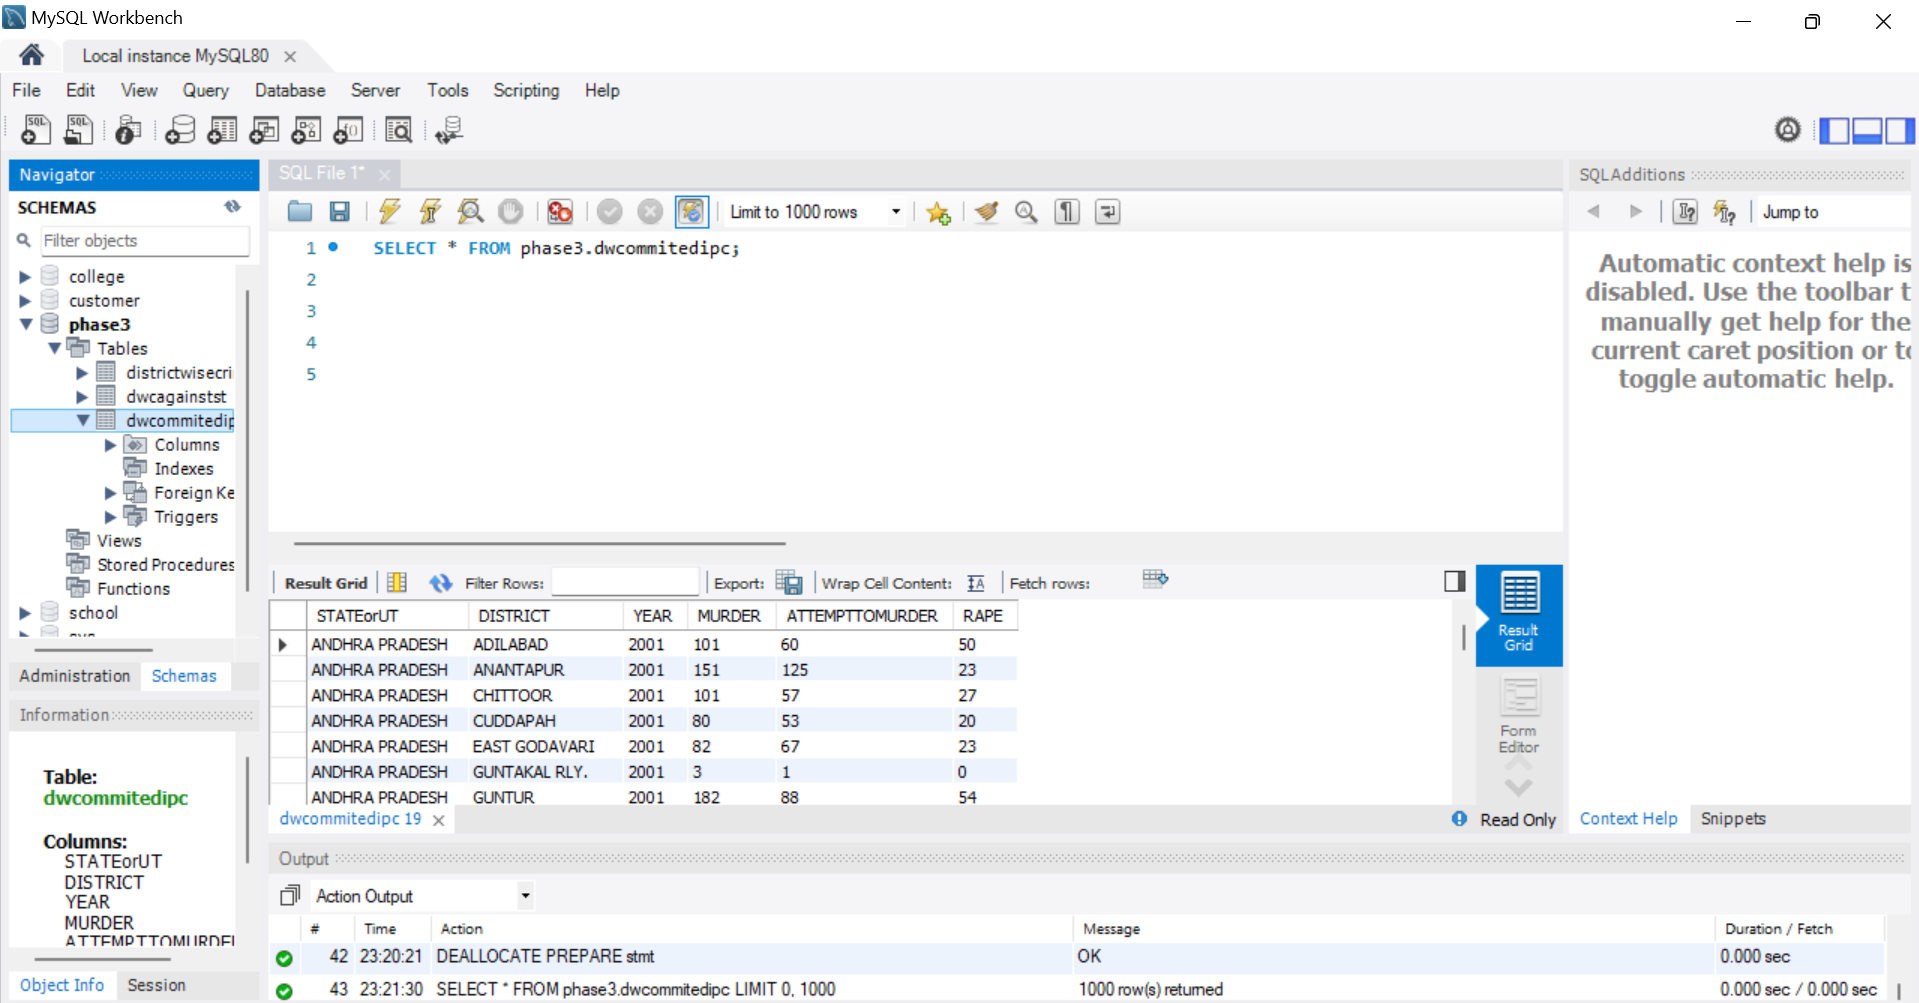 MySQL Workbench
Local instance MySQL80
File Edit View Query Database Server Tools Scripting Help
Navigator
SCHEMAS
Filter objects
college
customer
phase3
Tables
districtwisecri
dwcagainstst
dwcommitedip
Columns
Indexes
Foreign Ke
Triggers
Views
Stored Procedures
Functions
school
Administration Schemas
Information
Table:
dwcommitedipc
Columns:
STATEorUT
DISTRICT
YEAR
MURDER
ATTEMPTTOMURDEI
Object Info Session
SQL File 1*
Limit to 1000 rows
1 SELECT * FROM phase3.dwcommitedipc;
2
3
4
5
Result Grid Filter Rows: Export: Wrap Cell Content: Fetch rows:
STATEorUT DISTRICT YEAR MURDER ATTEMPTTOMURDER RAPE
ANDHRA PRADESH ADILABAD 2001 101 60 50
ANDHRA PRADESH ANANTAPUR 2001 151 125 23
ANDHRA PRADESH CHITTOOR 2001 101 57 27
ANDHRA PRADESH CUDDAPAH 2001 80 53 20
ANDHRA PRADESH EAST GODAVARI 2001 82 67 23
ANDHRA PRADESH GUNTAKAL RLY. 2001 3 1 0
ANDHRA PRADESH GUNTUR 2001 182 88 54
Result
Grid
Form
Editor
dwcommitedipc 19
Read Only
SQLAdditions
Jump to
Automatic context help is
disabled. Use the toolbar t
manually get help for the
current caret position or to
toggle automatic help.
Context Help Snippets
Output
Action Output
# Time Action Message Duration / Fetch
42 23:20:21 DEALLOCATE PREPARE stmt OK 0.000 sec
43 23:21:30 SELECT * FROM phase3.dwcommitedipc LIMIT 0, 1000 1000 row(s) returned 0.000 sec / 0.000 sec